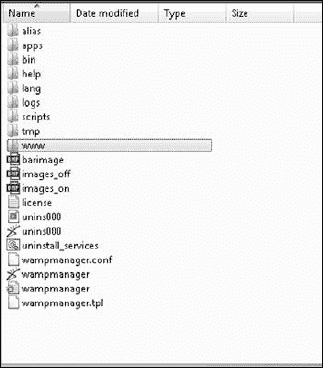 Name Date modified Type Size
alias
apps
bin
help
lang
logs
scripts
tmp
www
barimage
images_off
images_on
license
unins000
unins000
uninstall_services
wampmanager.conf
wampmanager
wampmanager
wampmanager.tpl